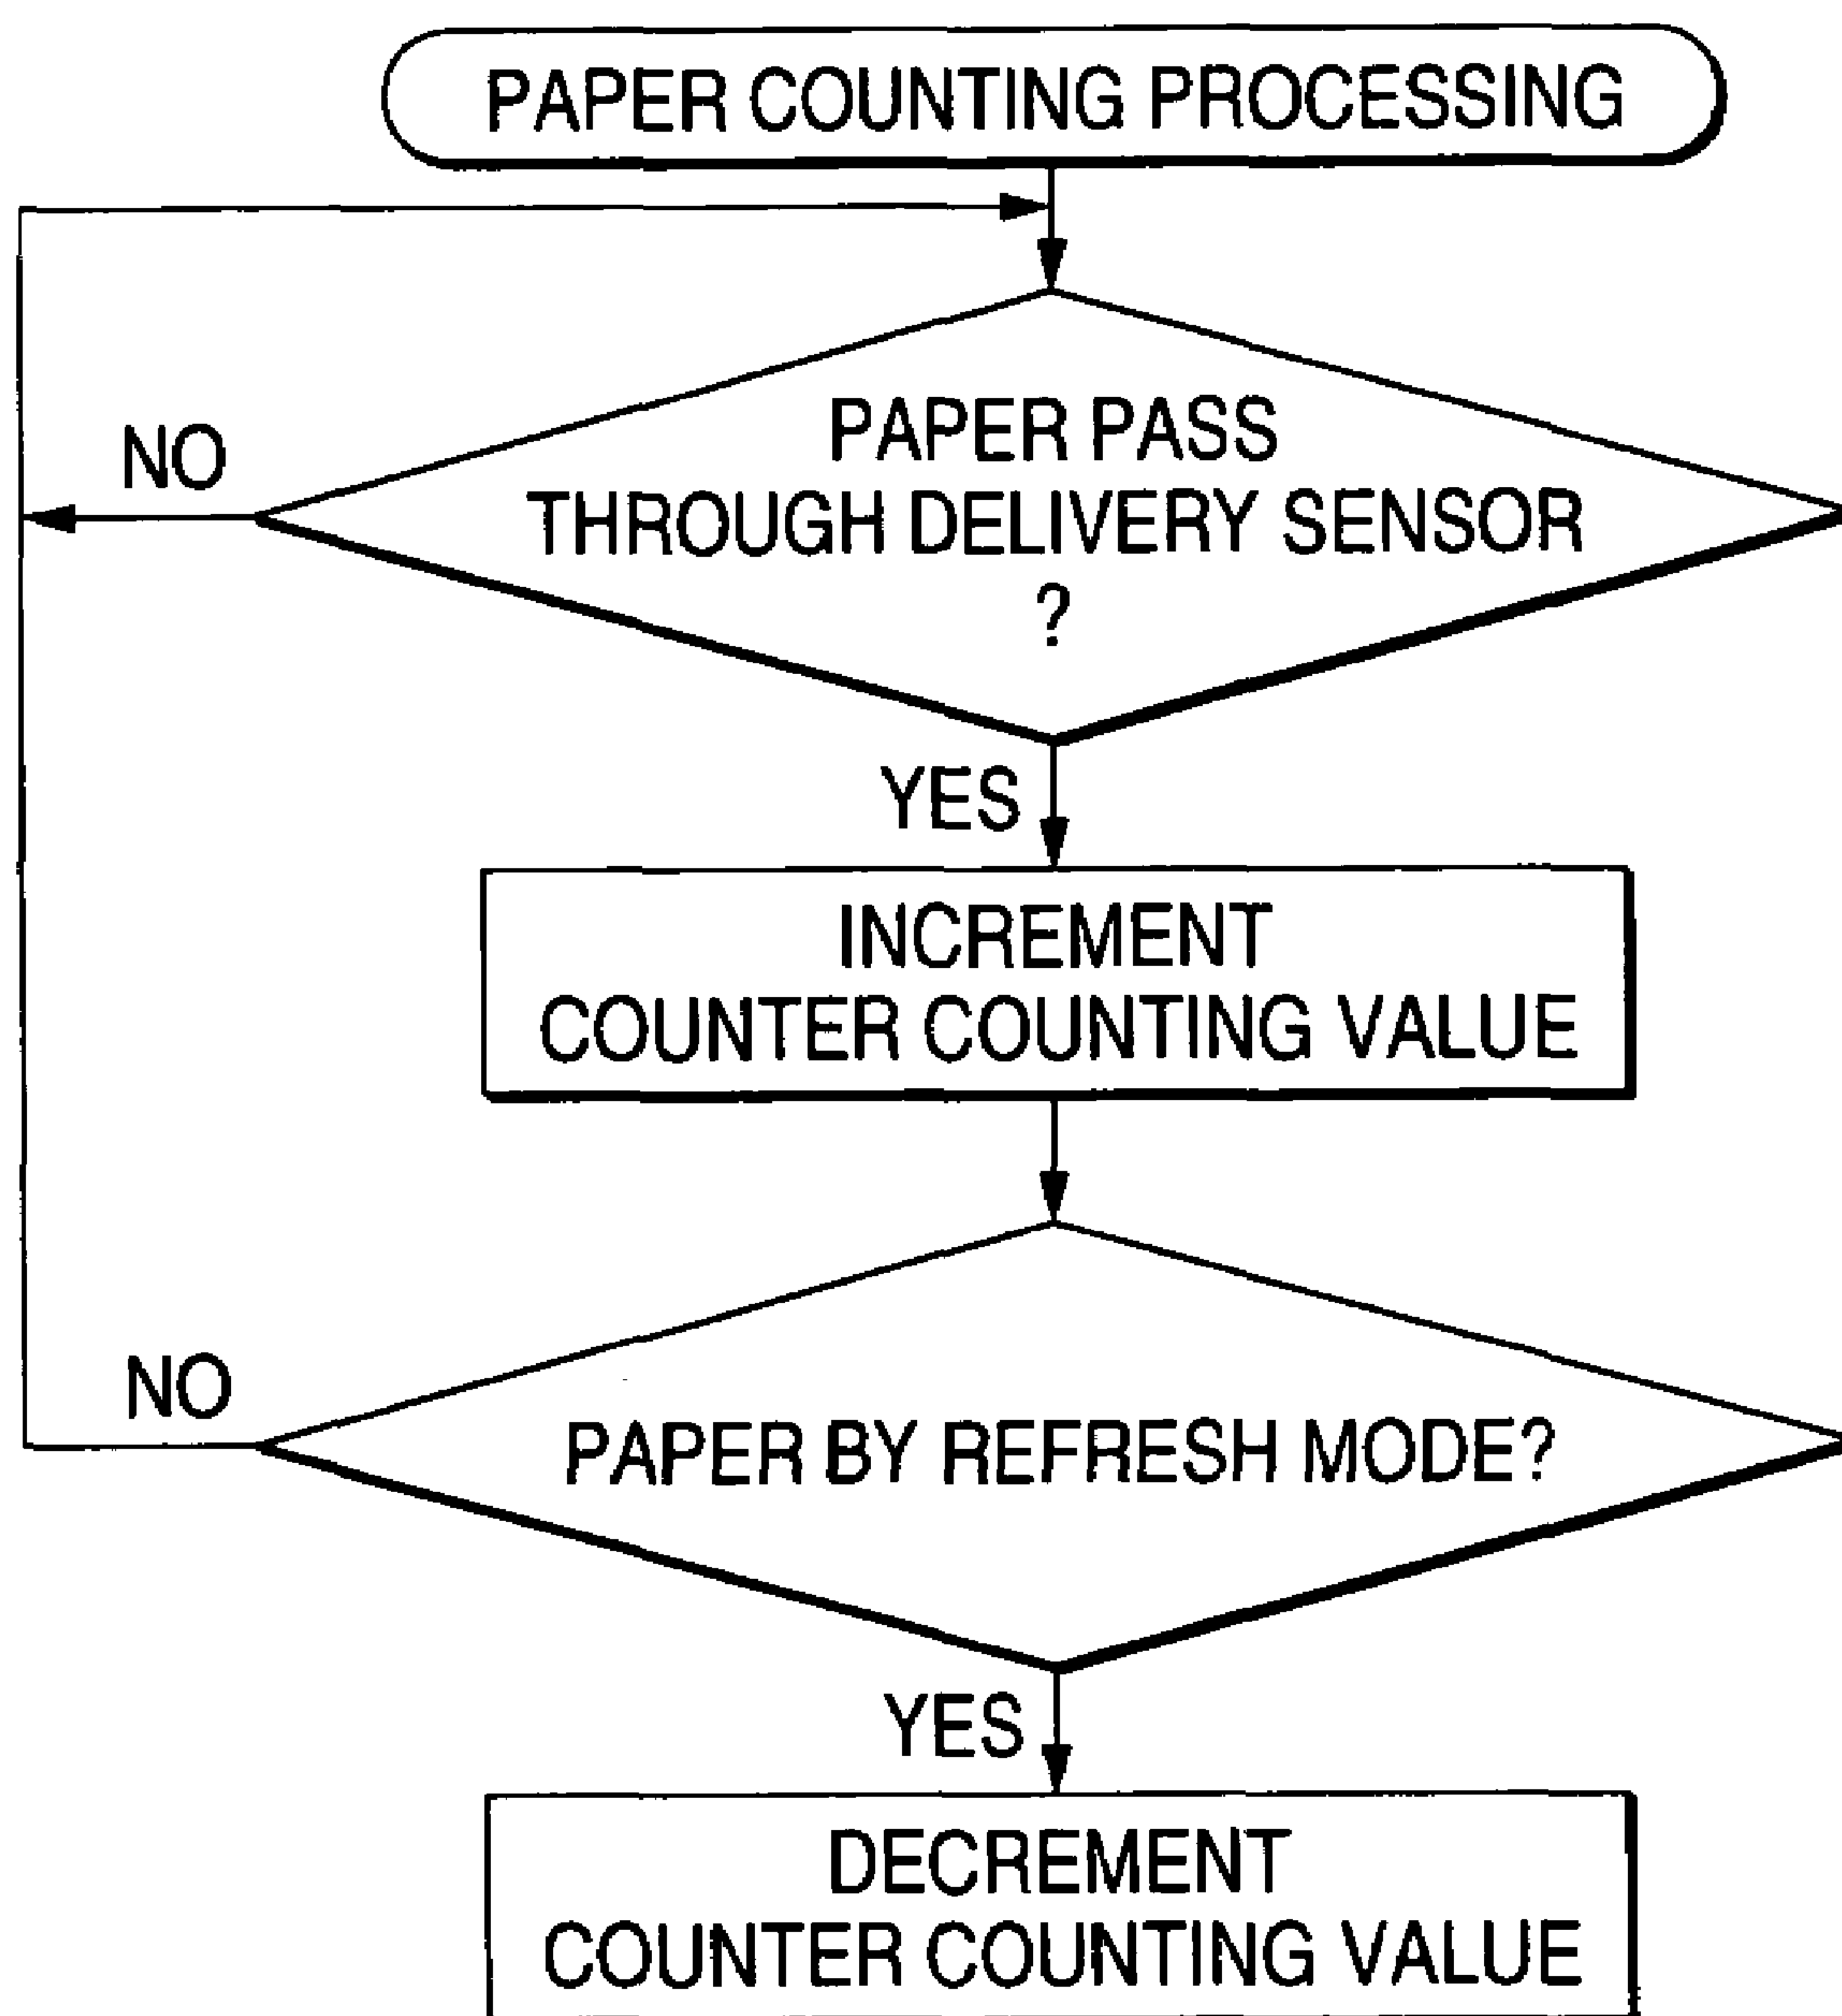 PAPER COUNTING PROCESSING
PAPER PASS
THROUGH DELIVERY SENSOR
?
NO
YES
INCREMENT
COUNTER COUNTING VALUE
PAPER BY REFRESH MODE?
NO
YES
DECREMENT
COUNTER COUNTING VALUE